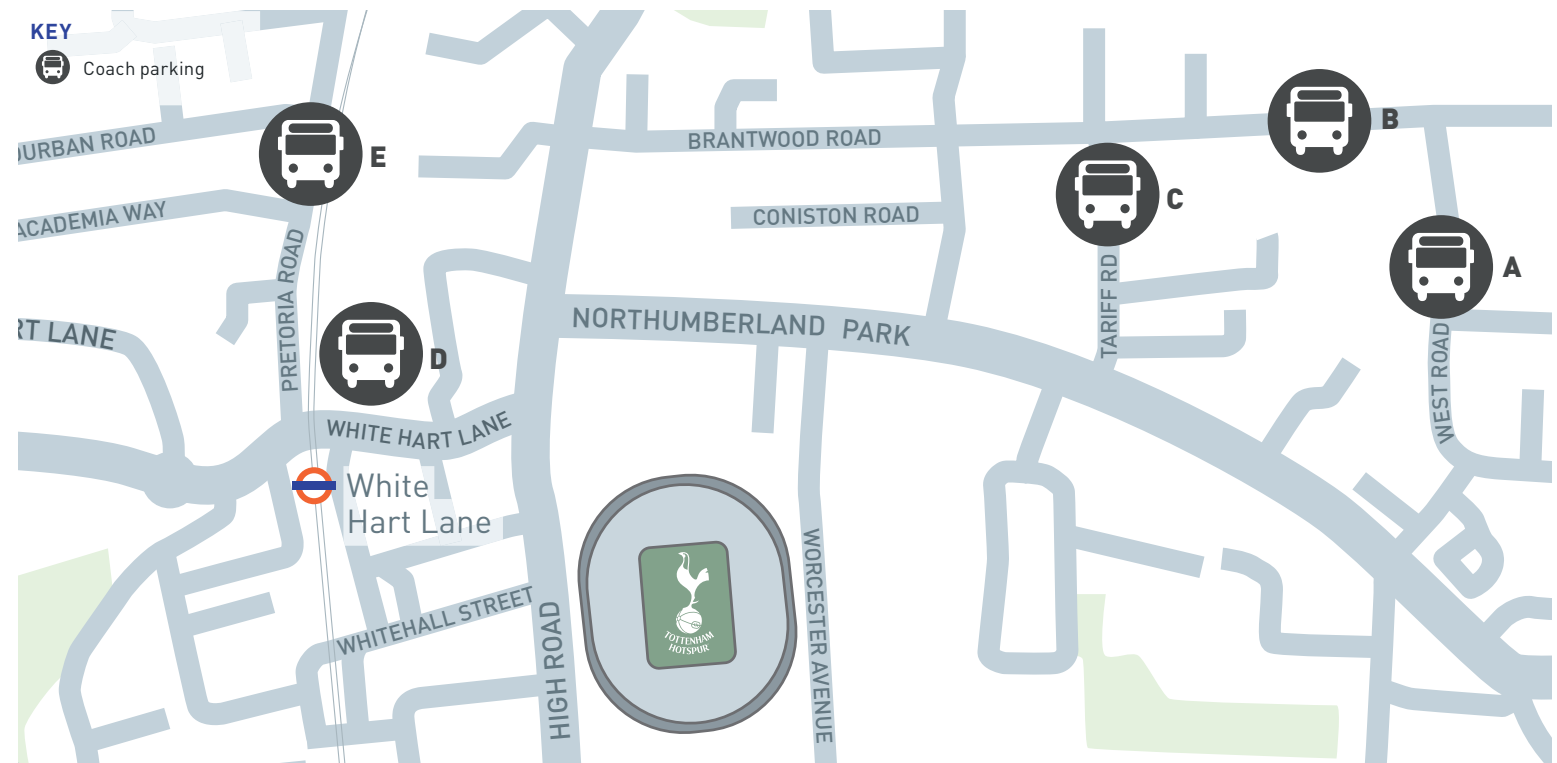 KEY
Coach parking
DURBAN ROAD
E
BRANTWOOD ROAD
B
ACADEMIA WAY
CONISTON ROAD
C
PRETORIA ROAD
TARIFF RD
A
RT LANE
NORTHUMBERLAND PARK
D
WEST ROAD
WHITE HART LANE
White
Hart Lane
WORCESTER AVENUE
WHITEHALL STREET
HIGH ROAD
TOTTENHAM
HOTSPUR